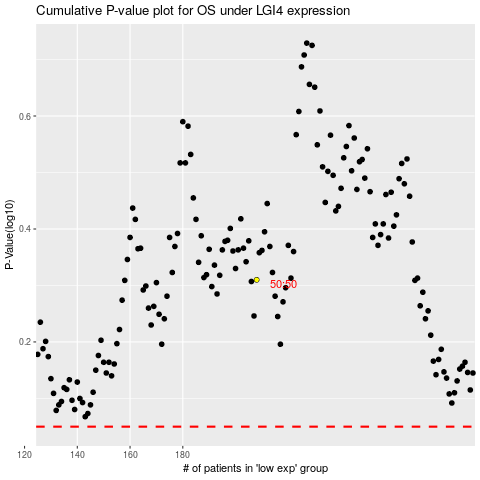 Cumulative P-value plot for OS under LGI4 expression
P-Value(log10)
0.6
0.4
0.2
50:50
120 140 160 180
# of patients in 'low exp' group